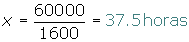 x = 60000/1600 = 37.5horas